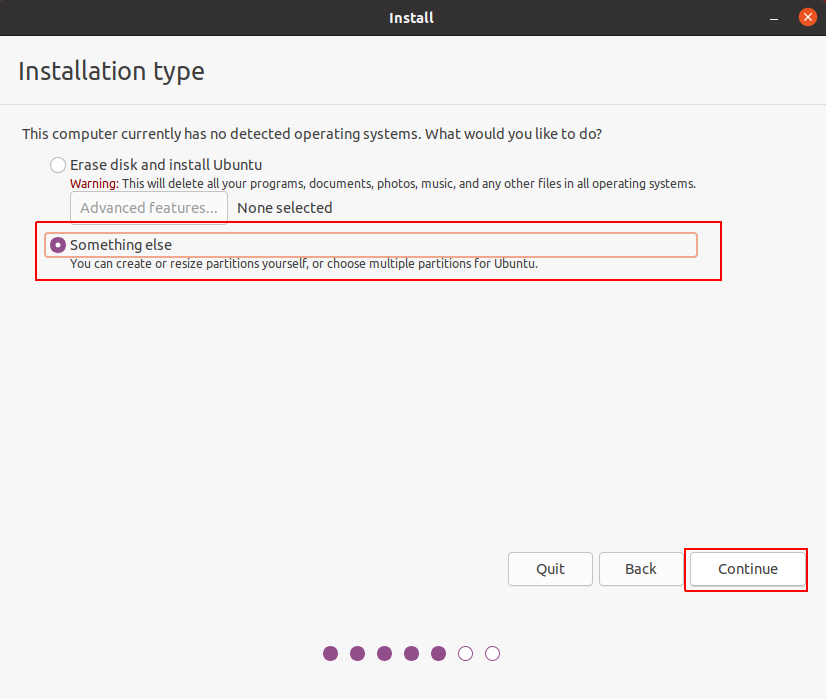 Install
Installation type
This computer currently has no detected operating systems. What would you like to do?
Erase disk and install Ubuntu
Warning: This will delete all your programs, documents, photos, music, and any other files in all operating systems.
Advanced features... None selected
Something else
You can create or resize partitions yourself, or choose multiple partitions for Ubuntu.
Quit Back Continue